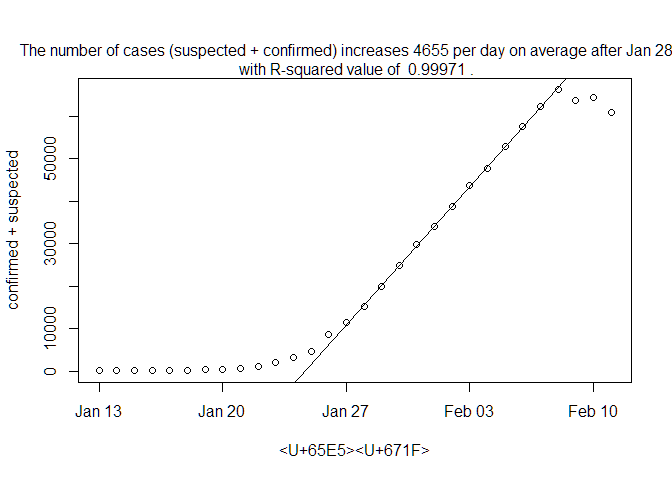 The number of cases (suspected + confirmed) increases 4655 per day on average after Jan 28
with R-squared value of 0.99971 .
confirmed + suspected
50000
30000
10000
0
Jan 13
Jan 20
Jan 27
Feb 03
Feb 10
<U+65E5><U+671F>